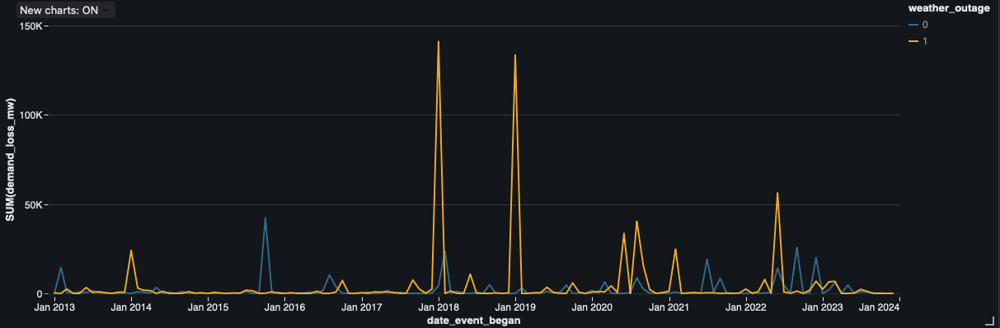 New charts: ON
weather_outage
0
1
150K
100K
50K
0
SUM(demand_loss_mw)
Jan 2013 Jan 2014 Jan 2015 Jan 2016 Jan 2017 Jan 2018 Jan 2019 Jan 2020 Jan 2021 Jan 2022 Jan 2023 Jan 2024
date_event_began